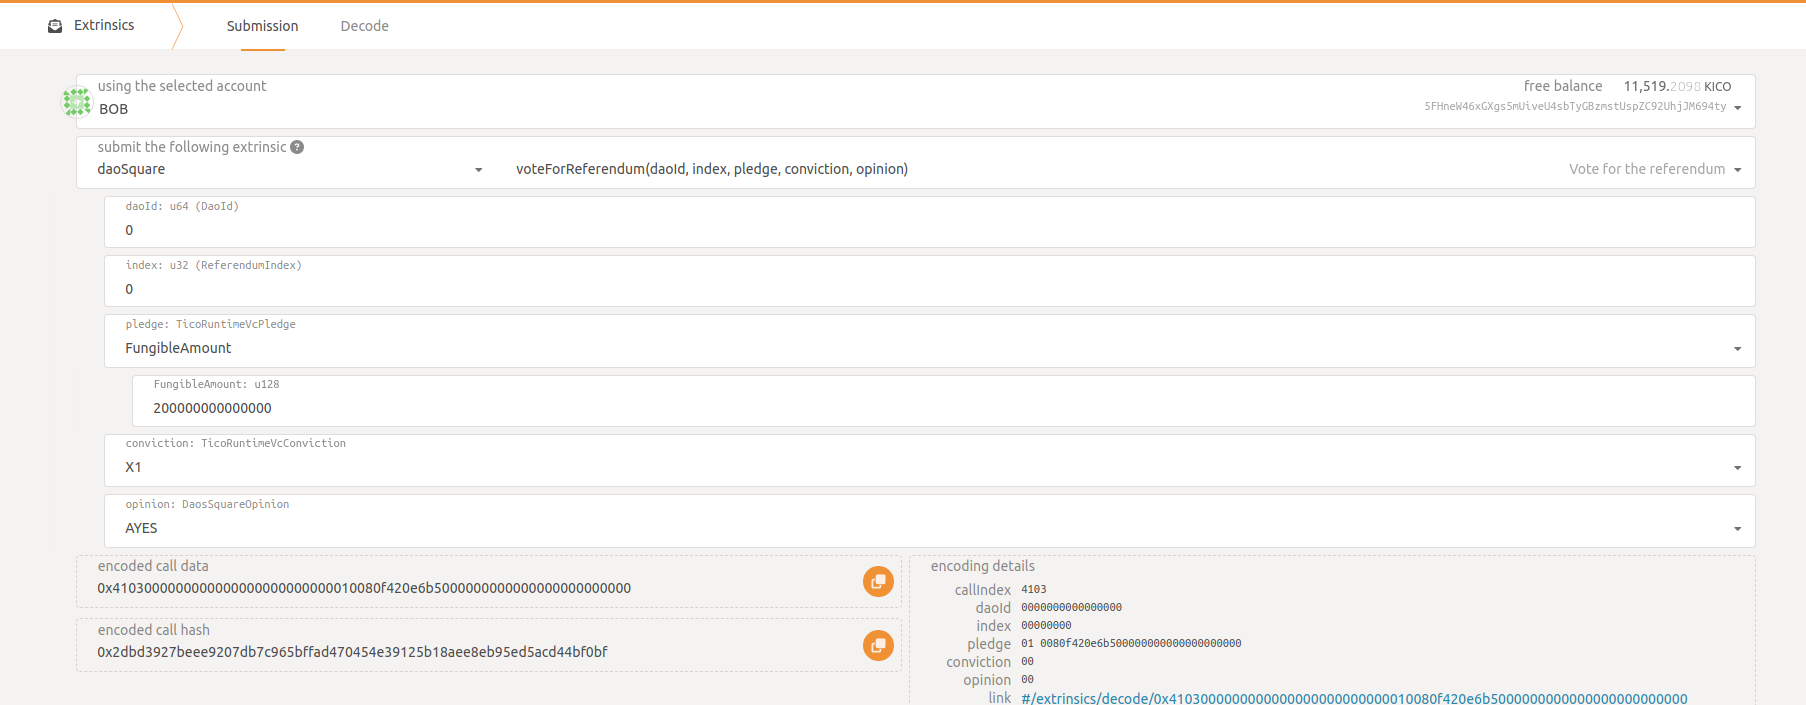 Extrinsics
Submission
Decode
using the selected account
BOB
free balance 11,519.2098 KICO
5FHneW46xGXgs5mUiveU4sbTyGBzmstUspZC92UhjJM694ty
submit the following extrinsic ?
daoSquare
voteForReferendum(daoId, index, pledge, conviction, opinion)
Vote for the referendum
daoId: u64 (DaoId)
0
index: u32 (ReferendumIndex)
0
pledge: TicoRuntimeVcPledge
FungibleAmount
FungibleAmount: u128
200000000000000
conviction: TicoRuntimeVcConviction
X1
opinion: DaosSquareOpinion
AYES
encoded call data
0x4103000000000000000000000000010080f420e6b5000000000000000000000000
encoded call hash
0x2dbd3927beee9207db7c965bffad470454e39125b18aee8eb95ed5acd44bf0bf
encoding details
callIndex 4103
daoId 0000000000000000
index 00000000
pledge 01 0080f420e6b500000000000000000000
conviction 00
opinion 00
link #/extrinsics/decode/0x4103000000000000000000000000010080f420e6b5000000000000000000000000